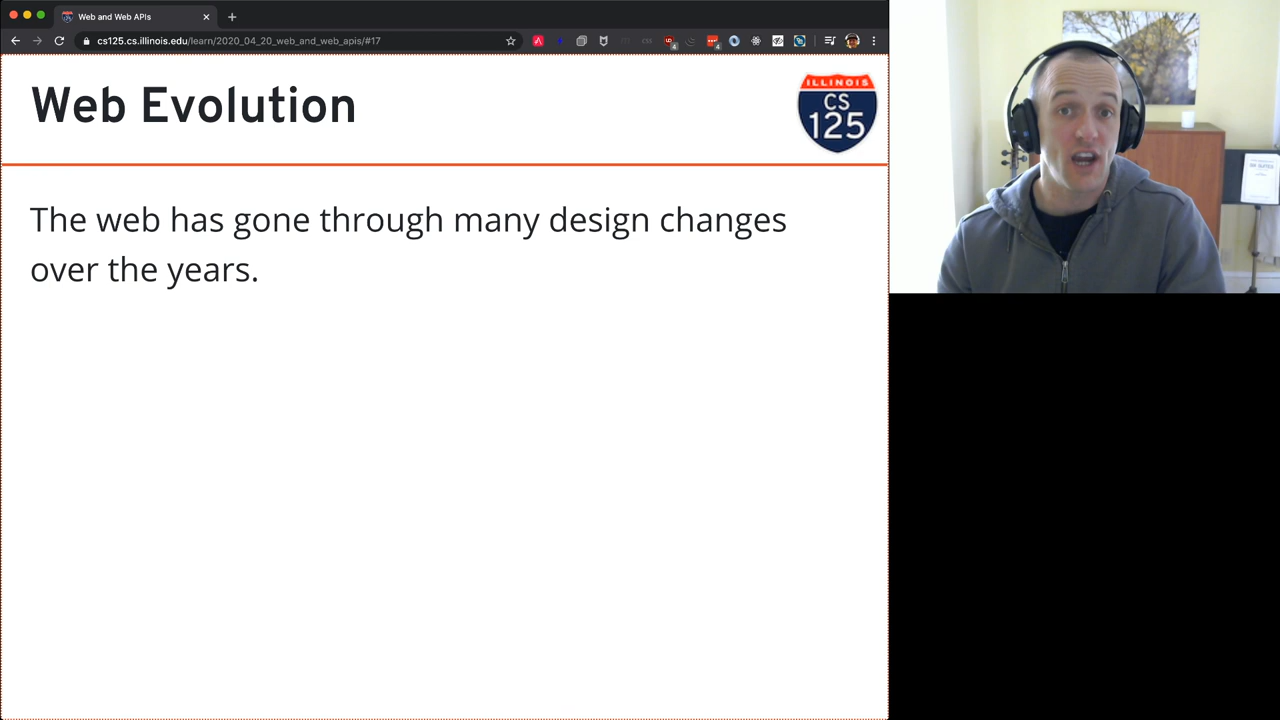 Web and Web APIs
cs125.cs.illinois.edu/learn/2020_04_20_web_and_web_apis/#17
Web Evolution
ILLINOIS
CS
125
The web has gone through many design changes
over the years.